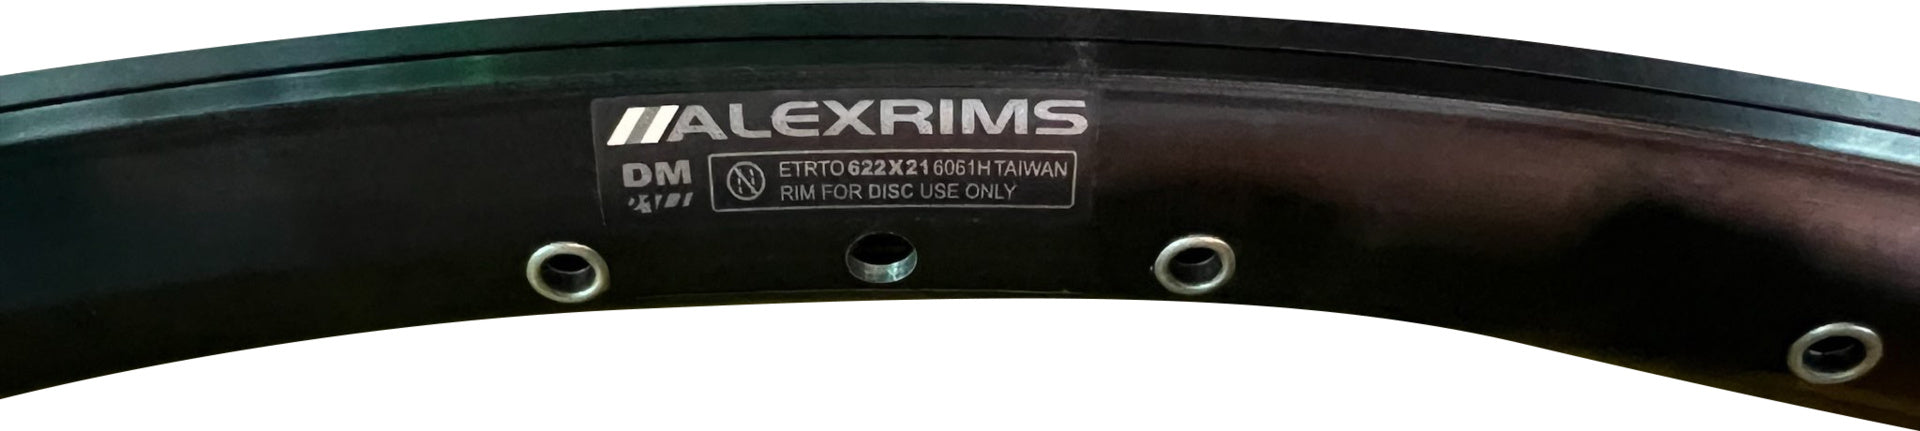 ALEXRIMS
DM
ETRTO 622X21 6061H TAIWAN
RIM FOR DISC USE ONLY